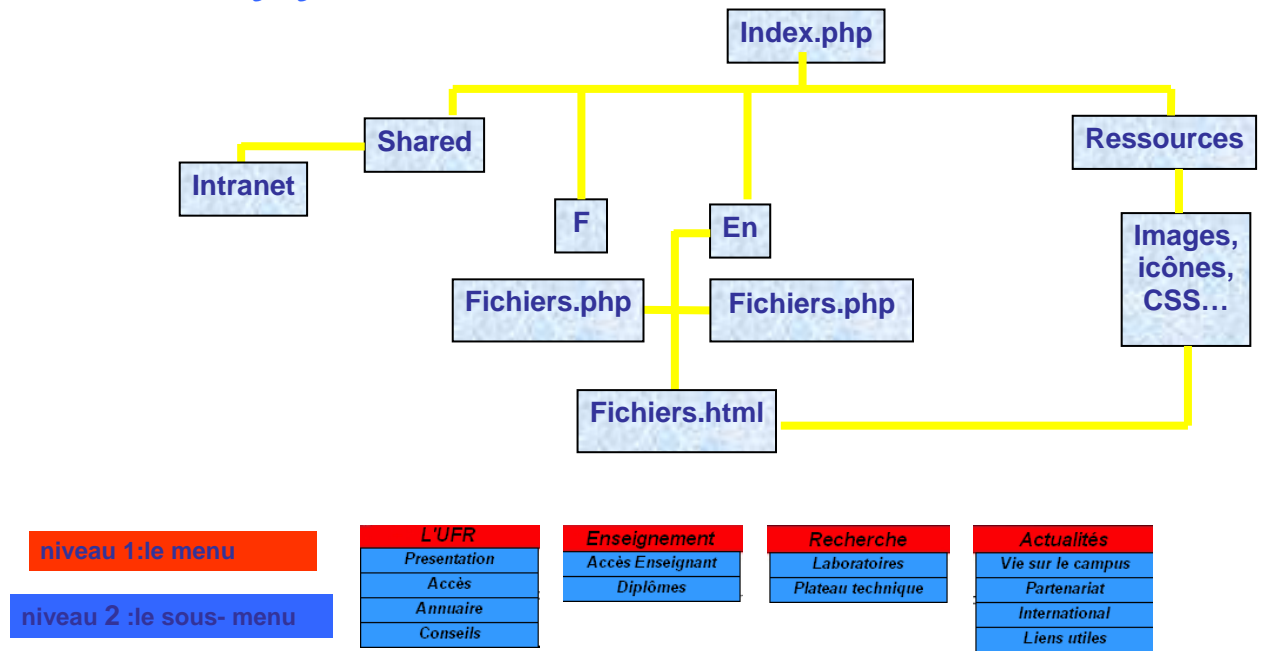 Index.php
Shared
Ressources
Intranet
F
En
Images,
icônes,
CSS…
Fichiers.php
Fichiers.php
Fichiers.html
niveau 1:le menu
niveau 2 :le sous- menu
L'UFR
Presentation
Accès
Annuaire
Conseils
Enseignement
Accès Enseignant
Diplômes
Recherche
Laboratoires
Plateau technique
Actualités
Vie sur le campus
Partenariat
International
Liens utiles